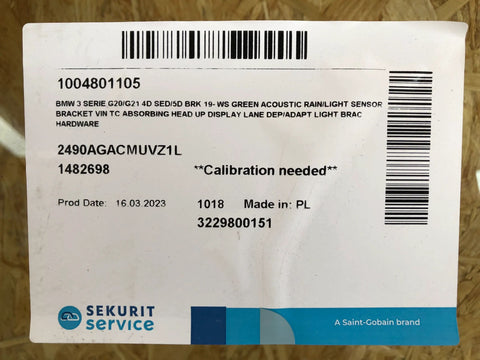 1004801105
BMW 3 SERIE G20/G21 4D SED/5D BRK 19- WS GREEN ACOUSTIC RAIN/LIGHT SENSOR
BRACKET VIN TC ABSORBING HEAD UP DISPLAY LANE DEP/ADAPT LIGHT BRAC
HARDWARE
2490AGACMUVZ1L
1482698 **Calibration needed**
Prod Date: 16.03.2023 1018 Made in: PL
3229800151
SEKURIT
service
A Saint-Gobain brand